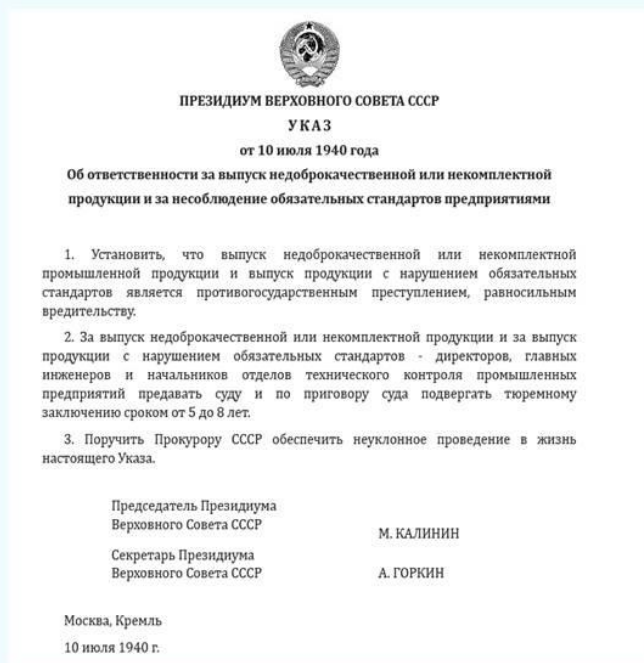 ПРЕЗИДИУМ ВЕРХОВНОГО СОВЕТА СССР
УКАЗ
от 10 июля 1940 года
Об ответственности за выпуск недоброкачественной или некомплектной
продукции и за несоблюдение обязательных стандартов предприятиями
1. Установить, что выпуск недоброкачественной или некомплектной
промышленной продукции и выпуск продукции с нарушением обязательных
стандартов является противогосударственным преступлением, равносильным
вредительству.
2. За выпуск недоброкачественной или некомплектной продукции и за выпуск
продукции с нарушением обязательных стандартов - директоров, главных
инженеров и начальников отделов технического контроля промышленных
предприятий предавать суду и по приговору суда подвергать тюремному
заключению сроком от 5 до 8 лет.
3. Поручить Прокурору СССР обеспечить неуклонное проведение в жизнь
настоящего Указа.
Председатель Президиума
Верховного Совета СССР
М. КАЛИНИН
Секретарь Президиума
Верховного Совета СССР А. ГОРКИН
Москва, Кремль
10 июля 1940 г.